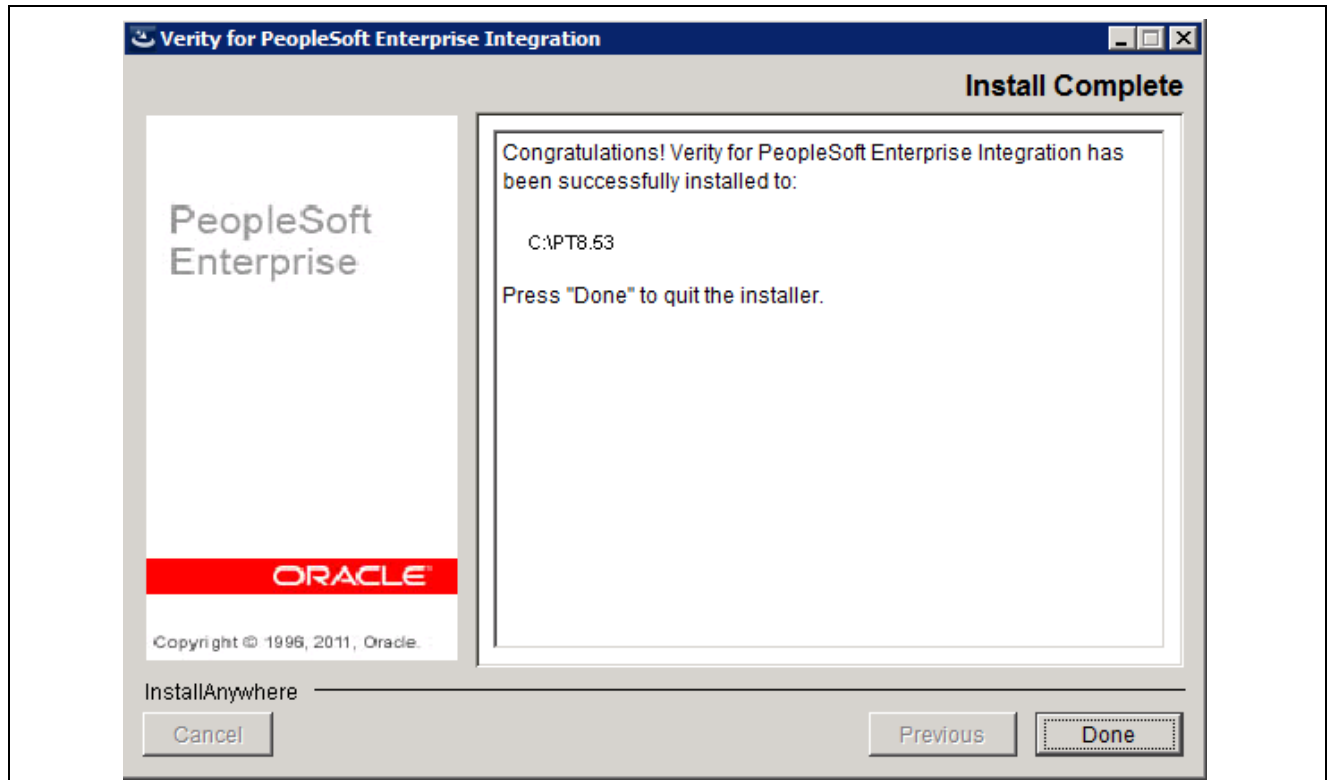 Verity for PeopleSoft Enterprise Integration
Install Complete
PeopleSoft
Enterprise
ORACLE
Copyright © 1996, 2011, Oracle.
Congratulations! Verity for PeopleSoft Enterprise Integration has
been successfully installed to:
C:\PT8.53
Press "Done" to quit the installer.
InstallAnywhere
Cancel
Previous
Done